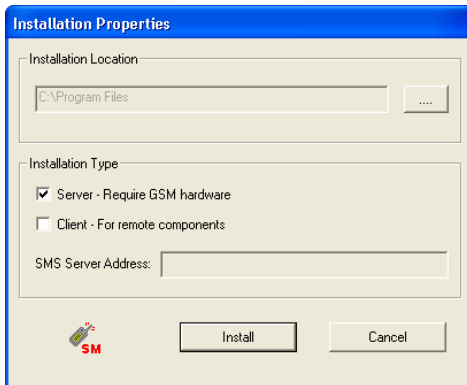 Installation Properties
Installation Location
C:\Program Files
....
Installation Type
Server - Require GSM hardware
Client - For remote components
SMS Server Address:
SM
Install
Cancel